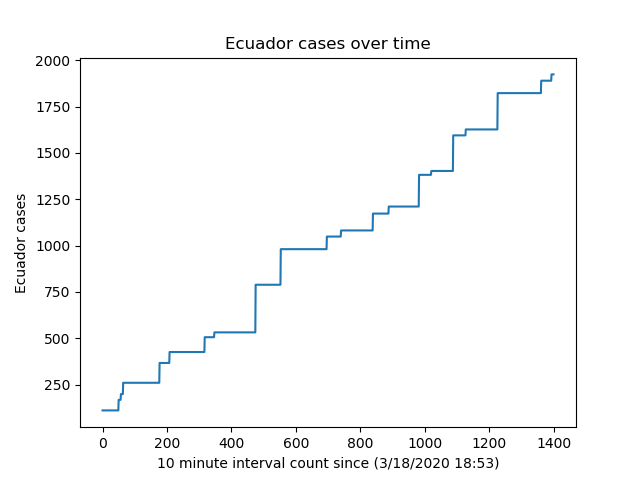 Ecuador cases over time
2000
1750
1500
1250
1000
750
500
250
Ecuador cases
0 200 400 600 800 1000 1200 1400
10 minute interval count since (3/18/2020 18:53)